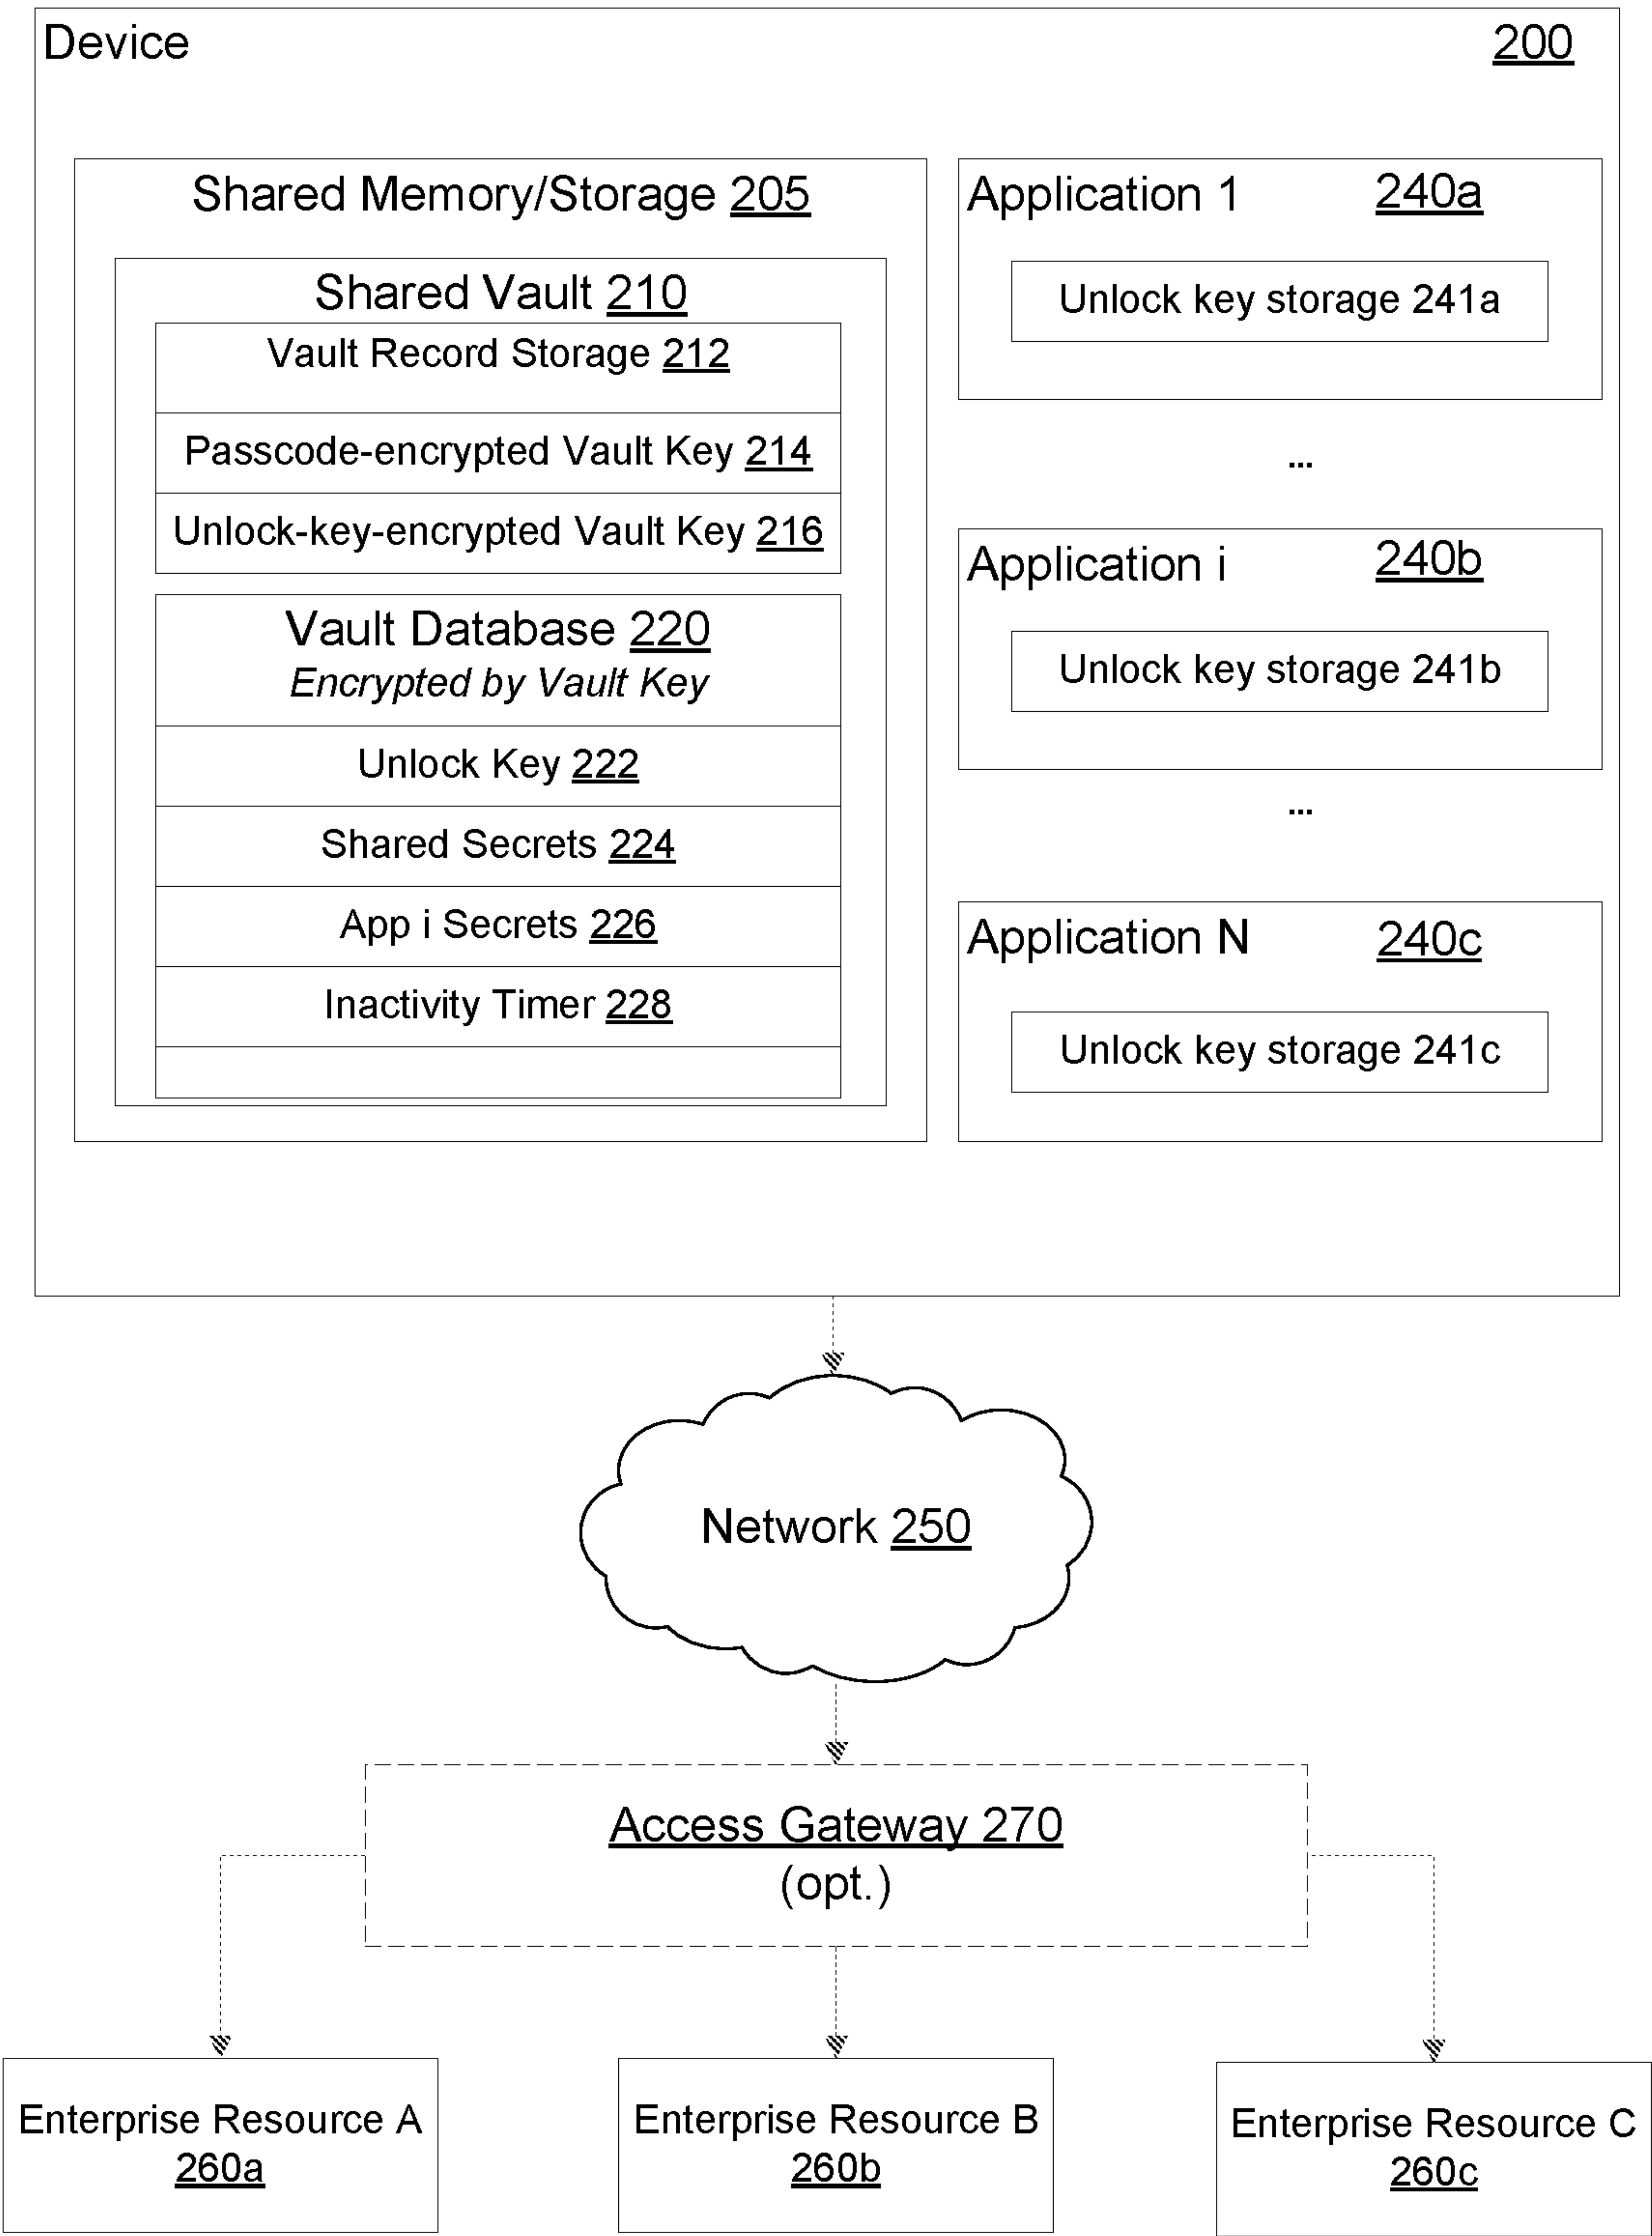 Device 200
Shared Memory/Storage 205
Shared Vault 210
Vault Record Storage 212
Passcode-encrypted Vault Key 214
Unlock-key-encrypted Vault Key 216
Vault Database 220
Encrypted by Vault Key
Unlock Key 222
Shared Secrets 224
App i Secrets 226
Inactivity Timer 228
Application 1 240a
Unlock key storage 241a
...
Application i 240b
Unlock key storage 241b
...
Application N 240c
Unlock key storage 241c
Network 250
Access Gateway 270
(opt.)
Enterprise Resource A
260a
Enterprise Resource B
260b
Enterprise Resource C
260c